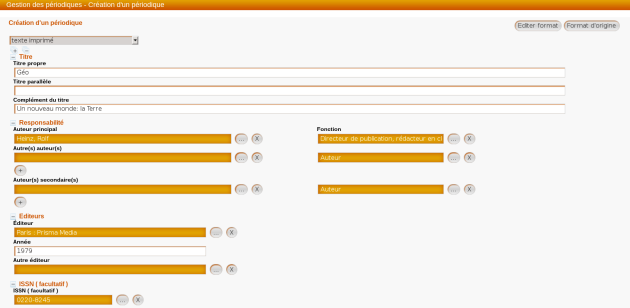 Gestion des périodiques - Création d'un périodique
Création d'un périodique
Editer format Format d'origine
texte imprimé
+ -
Titre
Titre propre
Géo
Titre parallèle
Complément du titre
Un nouveau monde: la Terre
Responsabilité
Auteur principal Fonction
Heinz, Rolf ... X Directeur de publication, rédacteur en cl ... X
Autre(s) auteur(s)
... X Auteur ... X
+
Auteur(s) secondaire(s)
... X Auteur ... X
+
Editeurs
Éditeur
Paris : Prisma Media ... X
Année
1979
Autre éditeur
... X
ISSN ( facultatif )
ISSN ( facultatif )
0220-8245 ... X